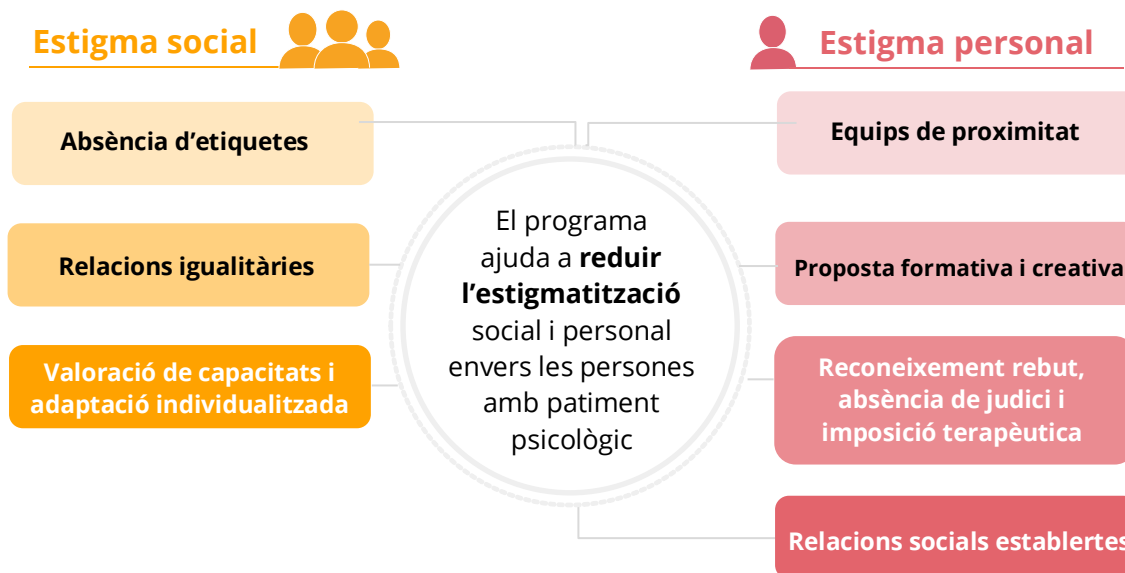 Estigma social
Absència d’etiquetes
Relacions igualitàries
Valoració de capacitats i
adaptació individualitzada
El programa
ajuda a reduir
l’estigmatització
social i personal
envers les persones
amb patiment
psicològic
Estigma personal
Equips de proximitat
Proposta formativa i creativa
Reconeixement rebut,
absència de judici i
imposició terapèutica
Relacions socials establertes